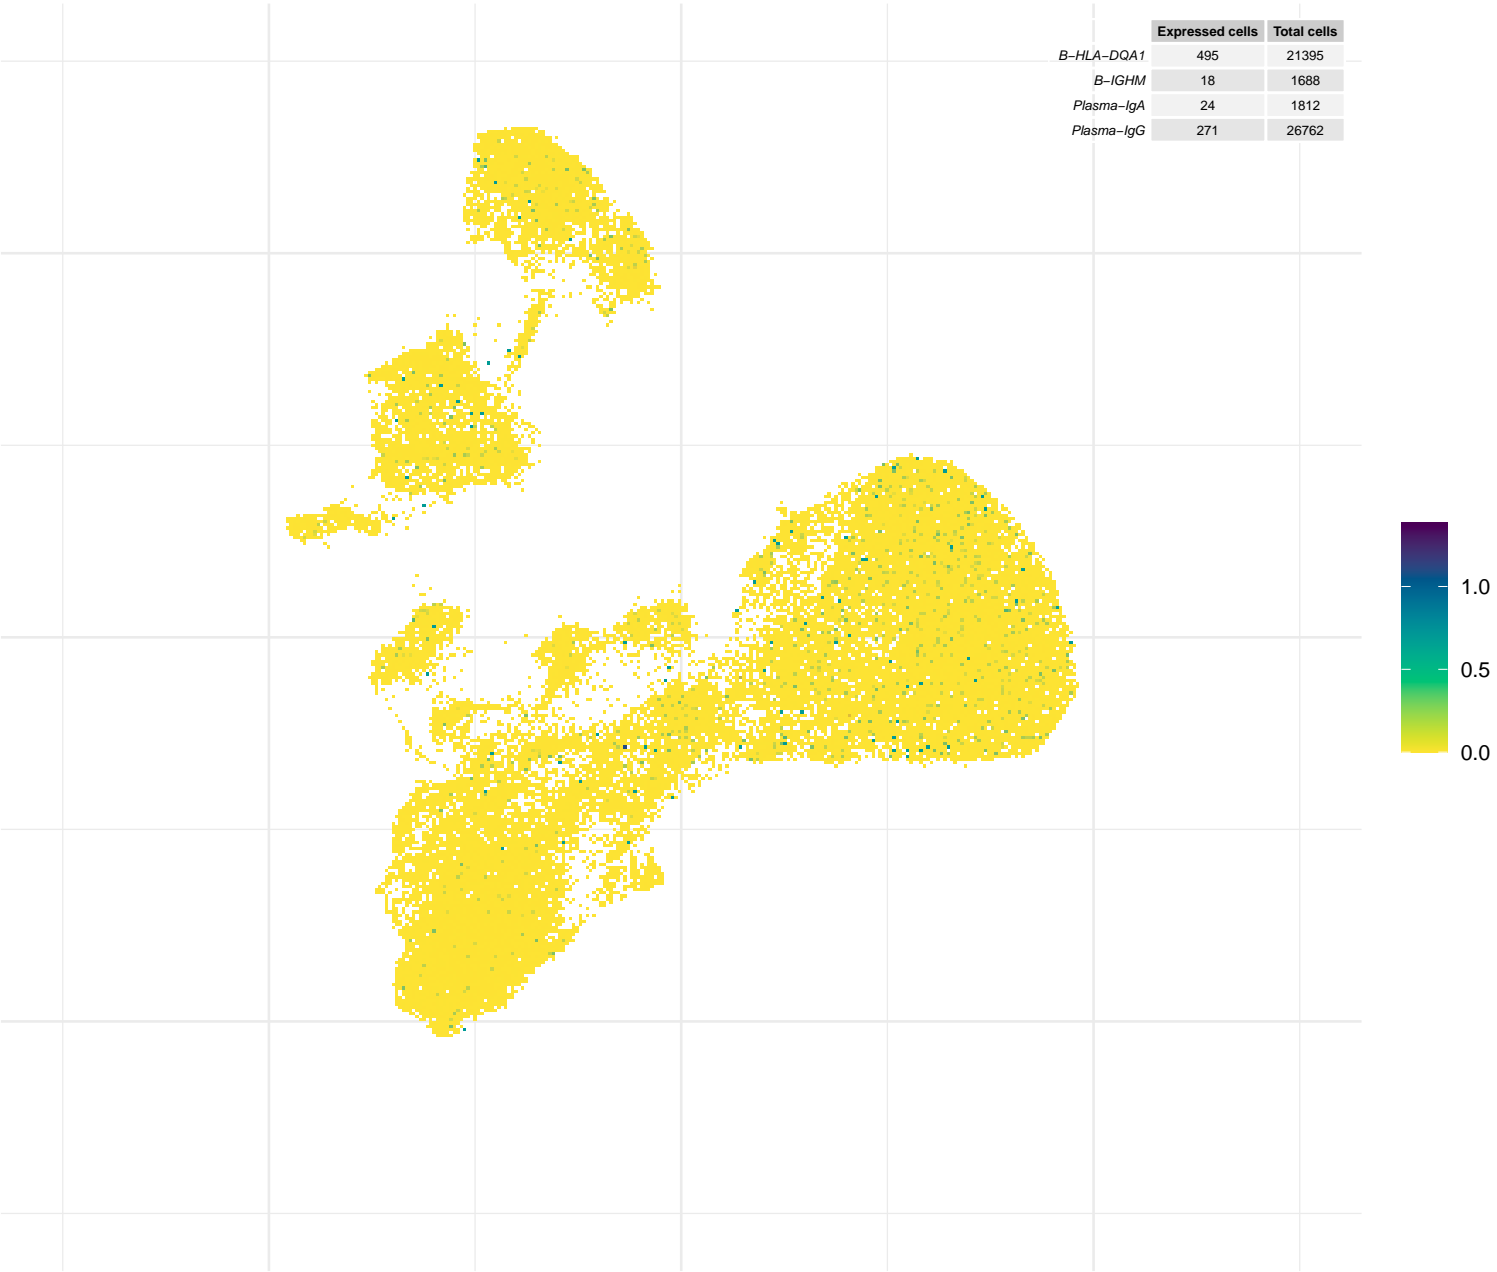 Expressed cells Total cells
B−HLA−DQA1 495 21395
B−IGHM 18 1688
Plasma−IgA 24 1812
Plasma−IgG 271 26762
1.0
0.5
0.0